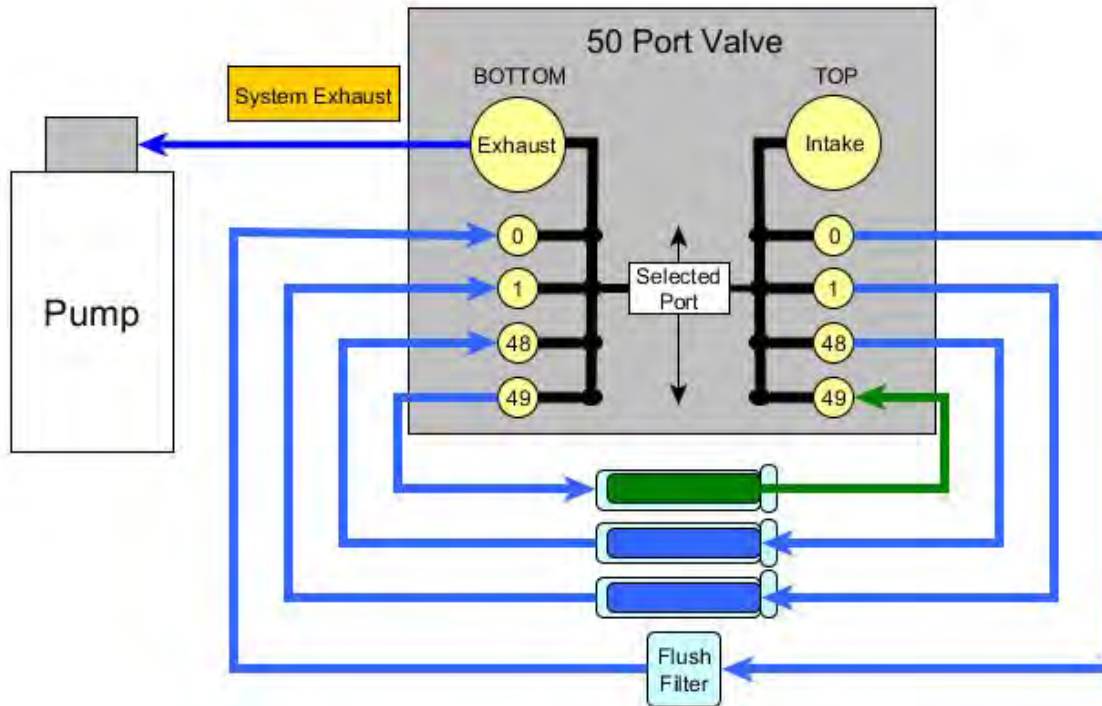 50 Port Valve
BOTTOM
TOP
System Exhaust
Exhaust
Intake
0
0
Selected
Port
1
1
Pump
48
48
49
49
Flush
Filter